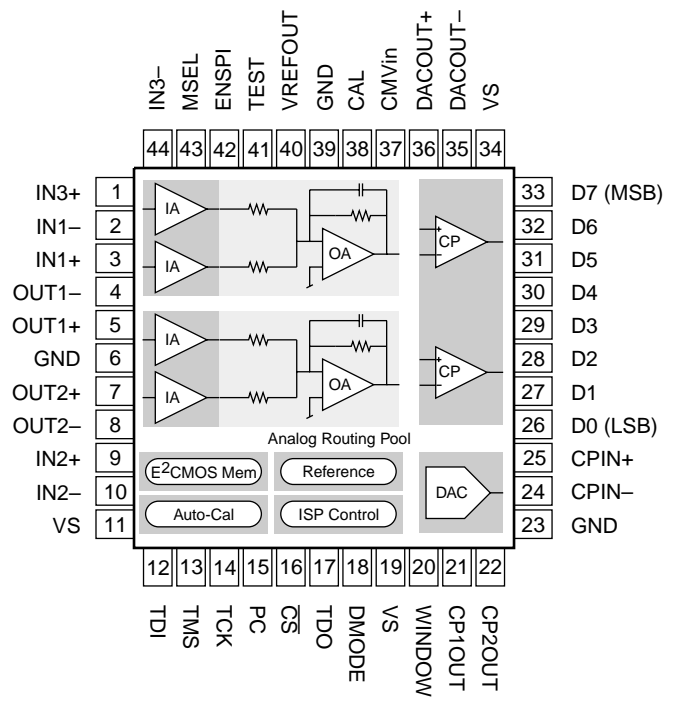 IN3–
MSEL
ENSPI
TEST
VREFOUT
GND
CAL
CMVin
DACOUT+
DACOUT–
VS
44 43 42 41 40 39 38 37 36 35 34
IN3+ 1
IN1– 2
IN1+ 3
OUT1– 4
OUT1+ 5
GND 6
OUT2+ 7
OUT2– 8
IN2+ 9
IN2– 10
VS 11
IA
IA
OA
CP
IA
IA
OA
CP
Analog Routing Pool
E²CMOS Mem
Reference
Auto-Cal
ISP Control
DAC
33 D7 (MSB)
32 D6
31 D5
30 D4
29 D3
28 D2
27 D1
26 D0 (LSB)
25 CPIN+
24 CPIN–
23 GND
12 13 14 15 16 17 18 19 20 21 22
TDI
TMS
TCK
PC
C̅S̅
TDO
DMODE
VS
WINDOW
CP1OUT
CP2OUT